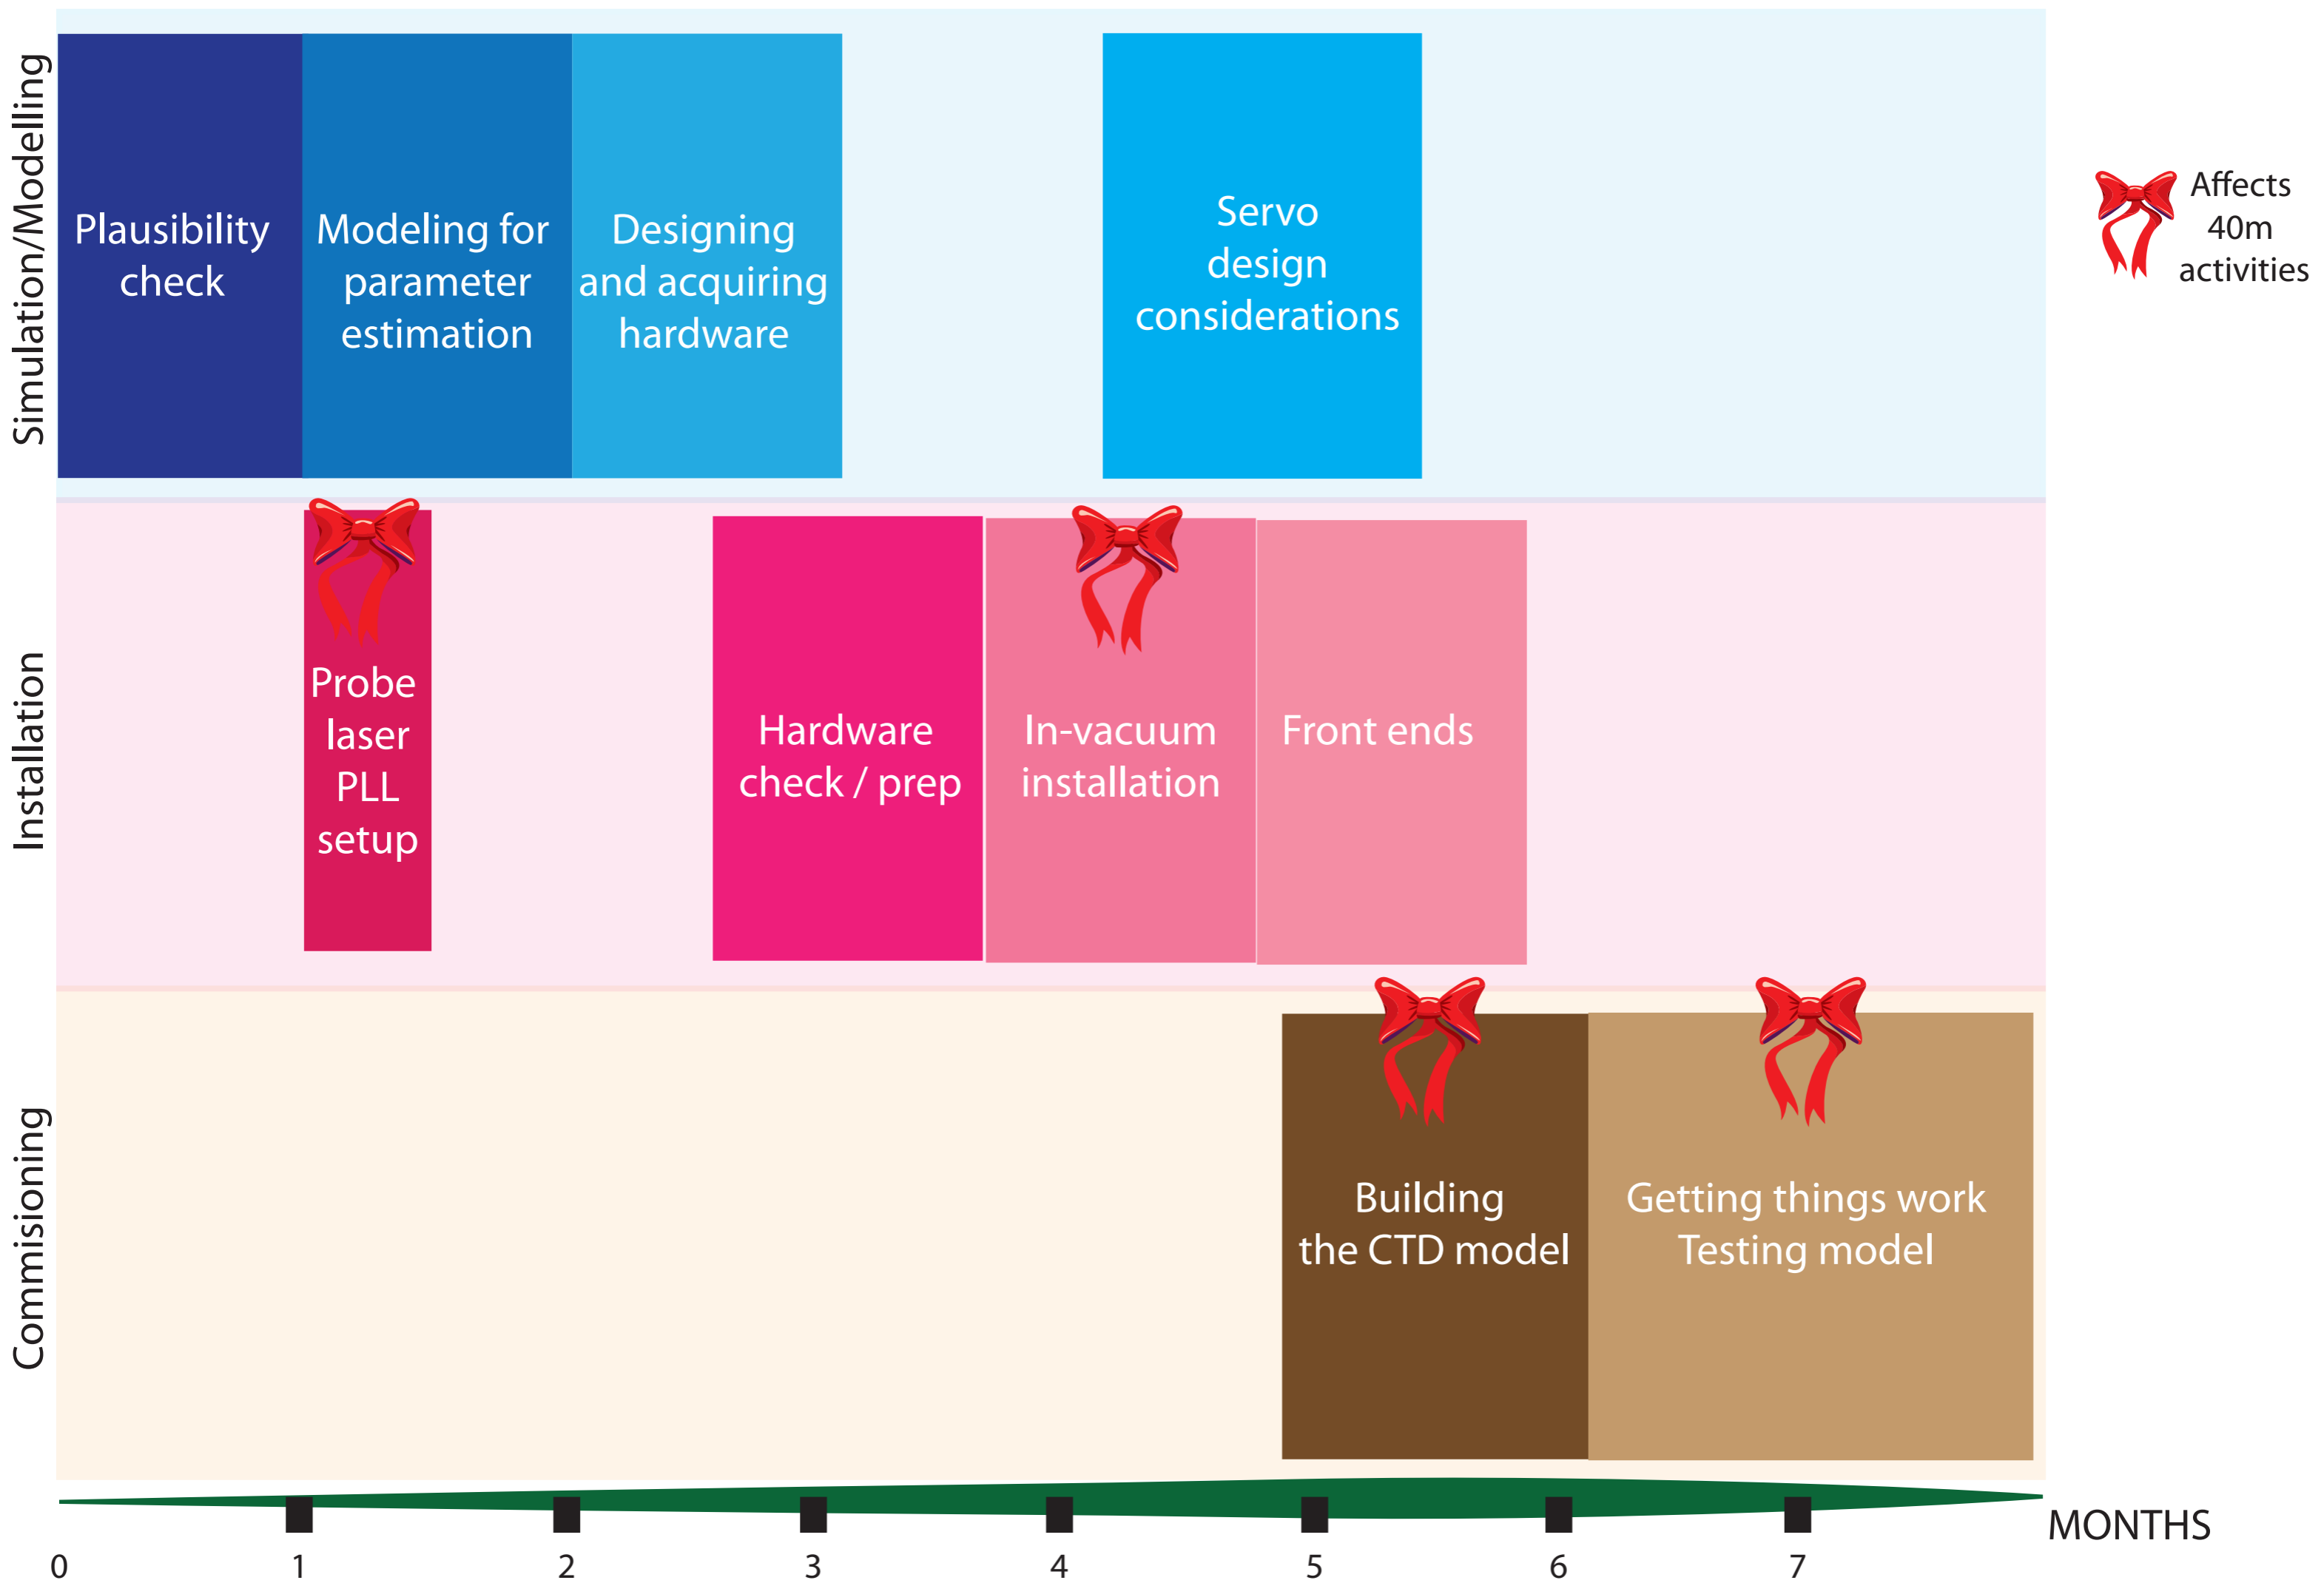 Simulation/Modelling
Plausibility
check
Modeling for
parameter
estimation
Designing
and acquiring
hardware
Servo
design
considerations
Affects
40m
activities
Installation
Probe
laser
PLL
setup
Hardware
check / prep
In-vacuum
installation
Front ends
Commisioning
Building
the CTD model
Getting things work
Testing model
MONTHS
0 1 2 3 4 5 6 7